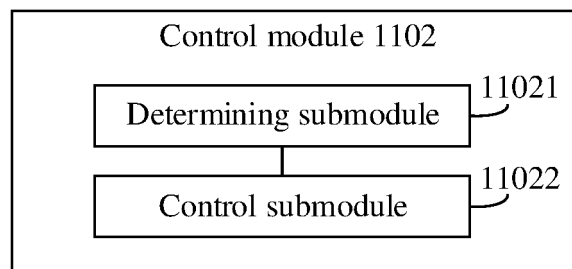 Control module 1102
11021
Determining submodule
11022
Control submodule